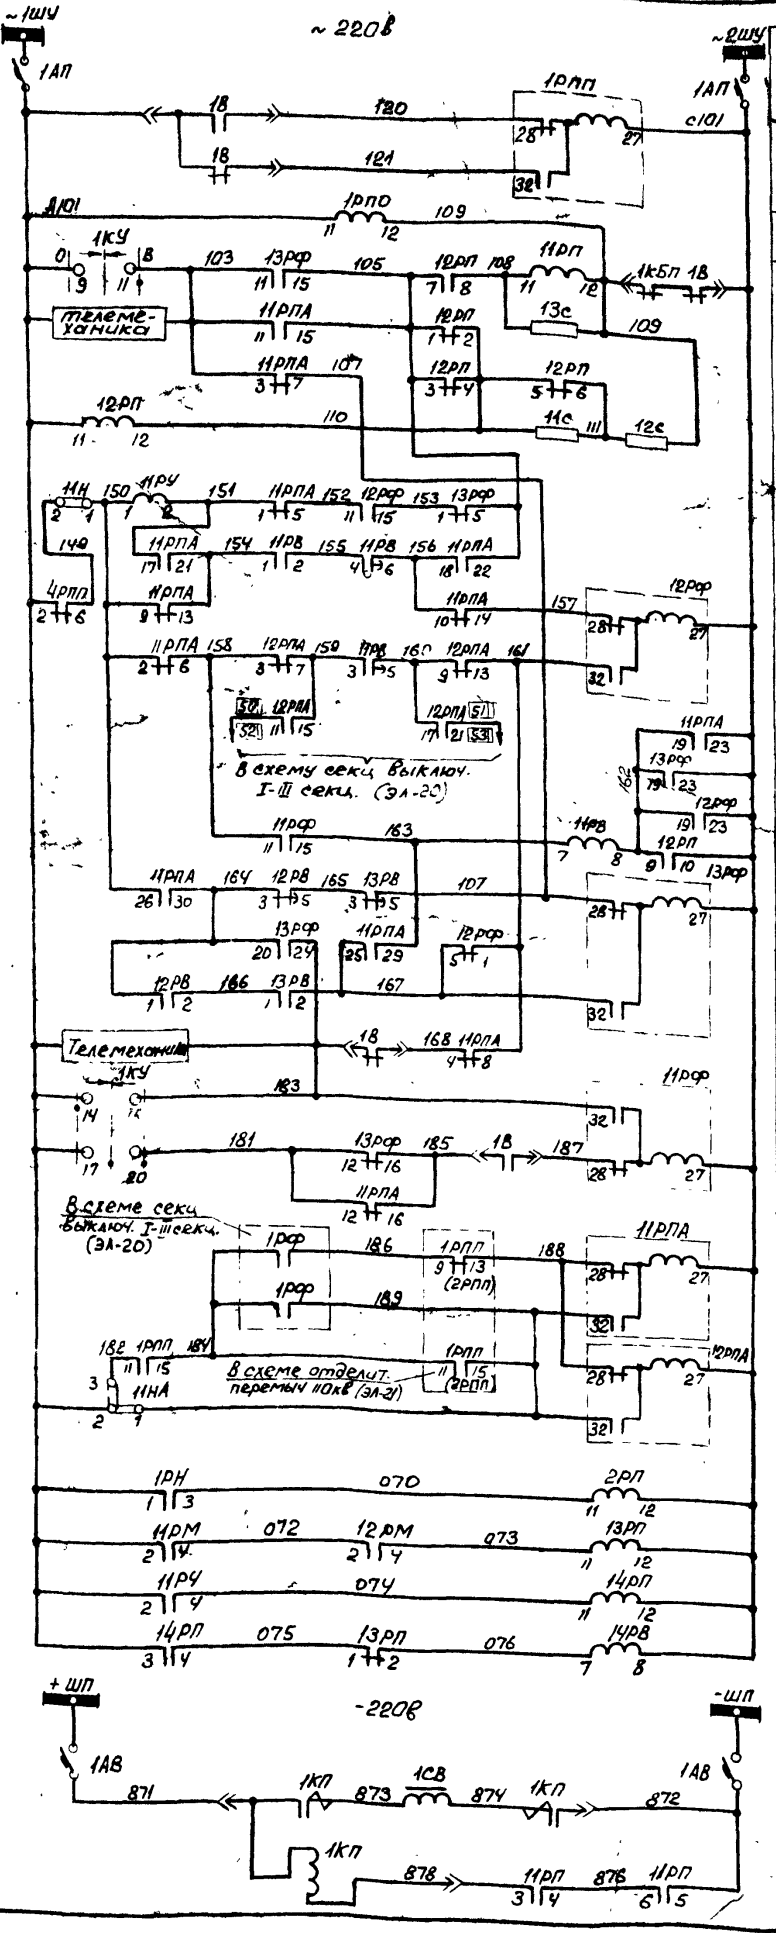 ~1ШУ
~220В
~2ШУ
1АП
1АП
1РПП
1В 120 28 27 С101
1В 121 32
А101 1РПО 109
11 12
1КУ
О В 103 13РФ 105 12РП 108 11РП
9 11 11 15 7 8 11 12 1КБП 1В
телеме-
ханика
11РПА 12РП 13С 109
11 15 1 2
11РПА 107 12РП 12РП
3 7 3 4 5 6
12РП 110 11С 111 12С
11 12
11Н 150 11РУ 151 11РПА 152 12РФ 153 13РФ
2 1 1 2 1 5 11 15 1 5
149 11РПА 154 11РВ 155 11РВ 156 11РПА
17 21 1 2 4 6 18 22
4РПП 11РПА 11РПА 157 12РФ
2 6 9 13 10 14 28 27
11РПА 158 12РПА 159 11РВ 160 12РПА 161
2 6 3 7 3 5 9 13 32
50 12РПА 12РПА 51
52 11 15 17 21 53
В схему секц. выключ.
I-III секц. (ЭЛ-20)
11РПА
19 23
13РФ
162 19 23
12РФ
19 23
11РФ 163 11РВ 12РП
11 15 7 8 9 10 13РФ
11РПА 164 12РВ 165 13РВ 107
26 30 3 5 3 5 28 27
13РФ 11РПА 12РФ
20 24 25 29 5 1
12РВ 166 13РВ 167
1 2 1 2 32
Телемеханика 1В 168 11РПА
4 8
1КУ 183 11РФ
14 32
17 20 181 13РФ 185 1В 187
12 16 28 27
11РПА
12 16
В схеме секц.
выключ. I-III секц.
(ЭЛ-20)
1РФ 186 1РПП 188 11РПА
9 13 28 27
(2РПП)
1РФ 189 32
182 1РПП 184 1РПП 12РПА
11 15 11 15 28 27
(2РПП)
В схеме отделит.
перемыч 110кв (ЭЛ-21)
3 11НА
2 1 32
1РН 070 2РП
1 3 11 12
11РМ 072 12РМ 073 13РП
2 4 2 4 11 12
11РУ 074 14РП
2 4 11 12
14РП 075 13РП 076 14РВ
3 4 1 2 7 8
+ШП -220В -ШП
1АВ 1АВ
871 1КП 873 1СВ 874 1КП 872
1КП
878 11РП 876 11РП
3 4 6 5